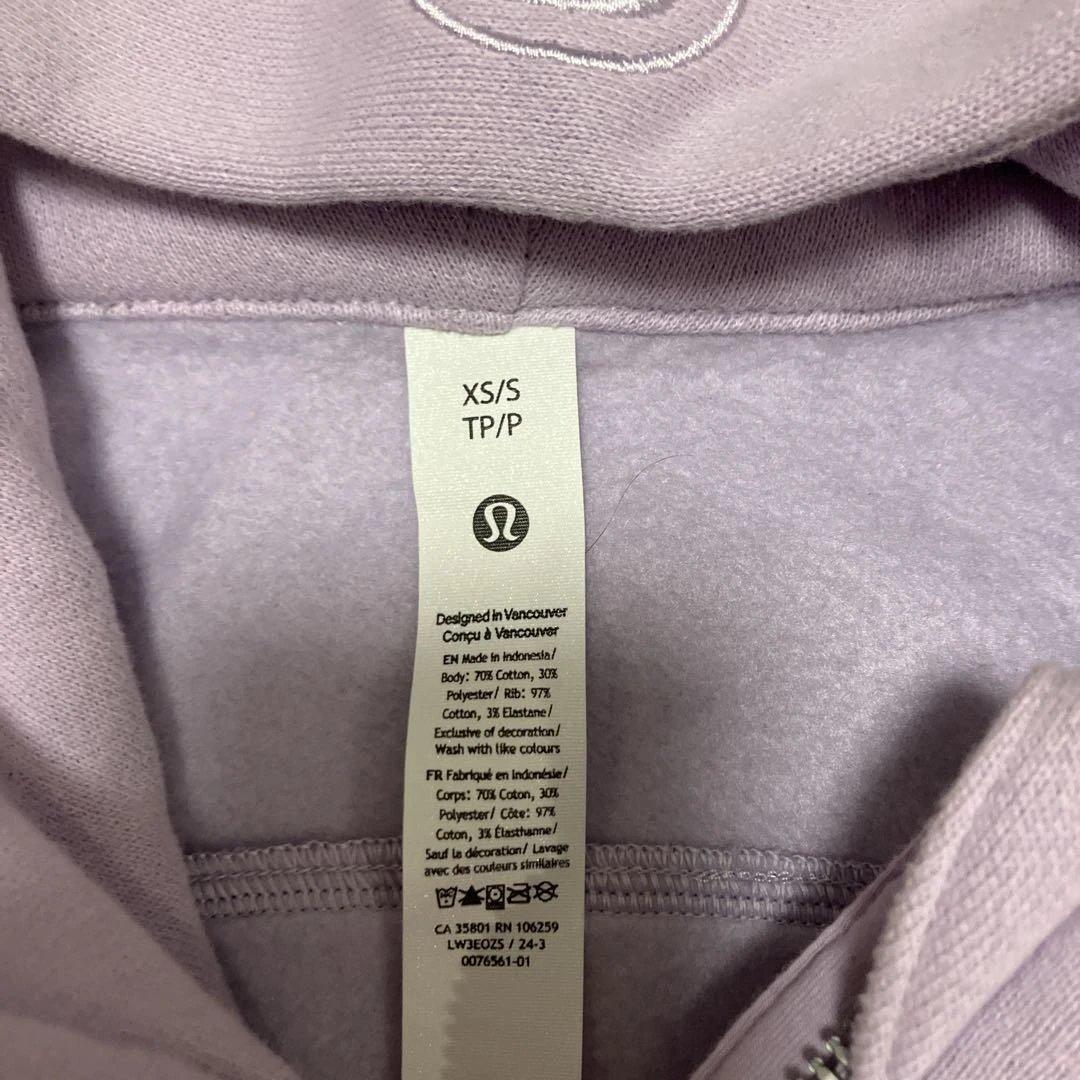 XS/S
TP/P
Designed in Vancouver
Conçu à Vancouver
EN Made in Indonesia/
Body: 70% Cotton, 30%
Polyester/ Rib: 97%
Cotton, 3% Elastane/
Exclusive of decoration/
Wash with like colours
FR Fabriqué en Indonésie/
Corps: 70% Coton, 30%
Polyester/ Côte: 97%
Coton, 3% Élasthanne/
Sauf la décoration/ Lavage
avec des couleurs similaires
CA 35801 RN 106259
LW3EOZS / 24-3
0076561-01